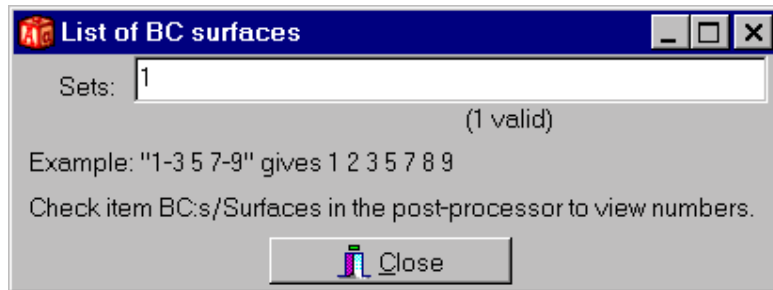 List of BC surfaces
Sets: 1
(1 valid)
Example: "1-3 5 7-9" gives 1 2 3 5 7 8 9
Check item BC:s/Surfaces in the post-processor to view numbers.
Close